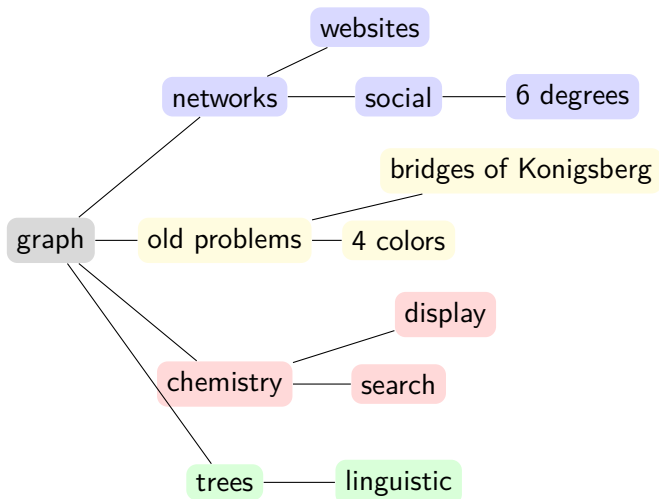 websites
networks
social
6 degrees
bridges of Konigsberg
graph
old problems
4 colors
display
chemistry
search
trees
linguistic